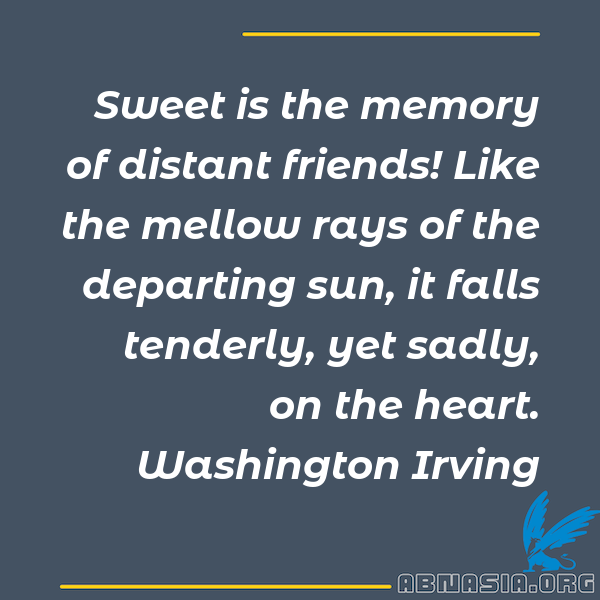 Sweet is the memory
of distant friends! Like
the mellow rays of the
departing sun, it falls
tenderly, yet sadly,
on the heart.
Washington Irving
ABNASIA.ORG